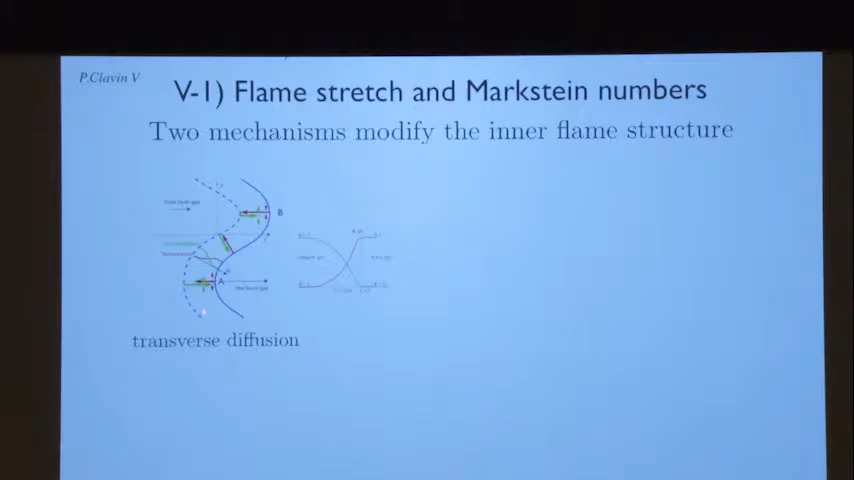 P.Clavin V
V-1) Flame stretch and Markstein numbers
Two mechanisms modify the inner flame structure
B
A
transverse diffusion